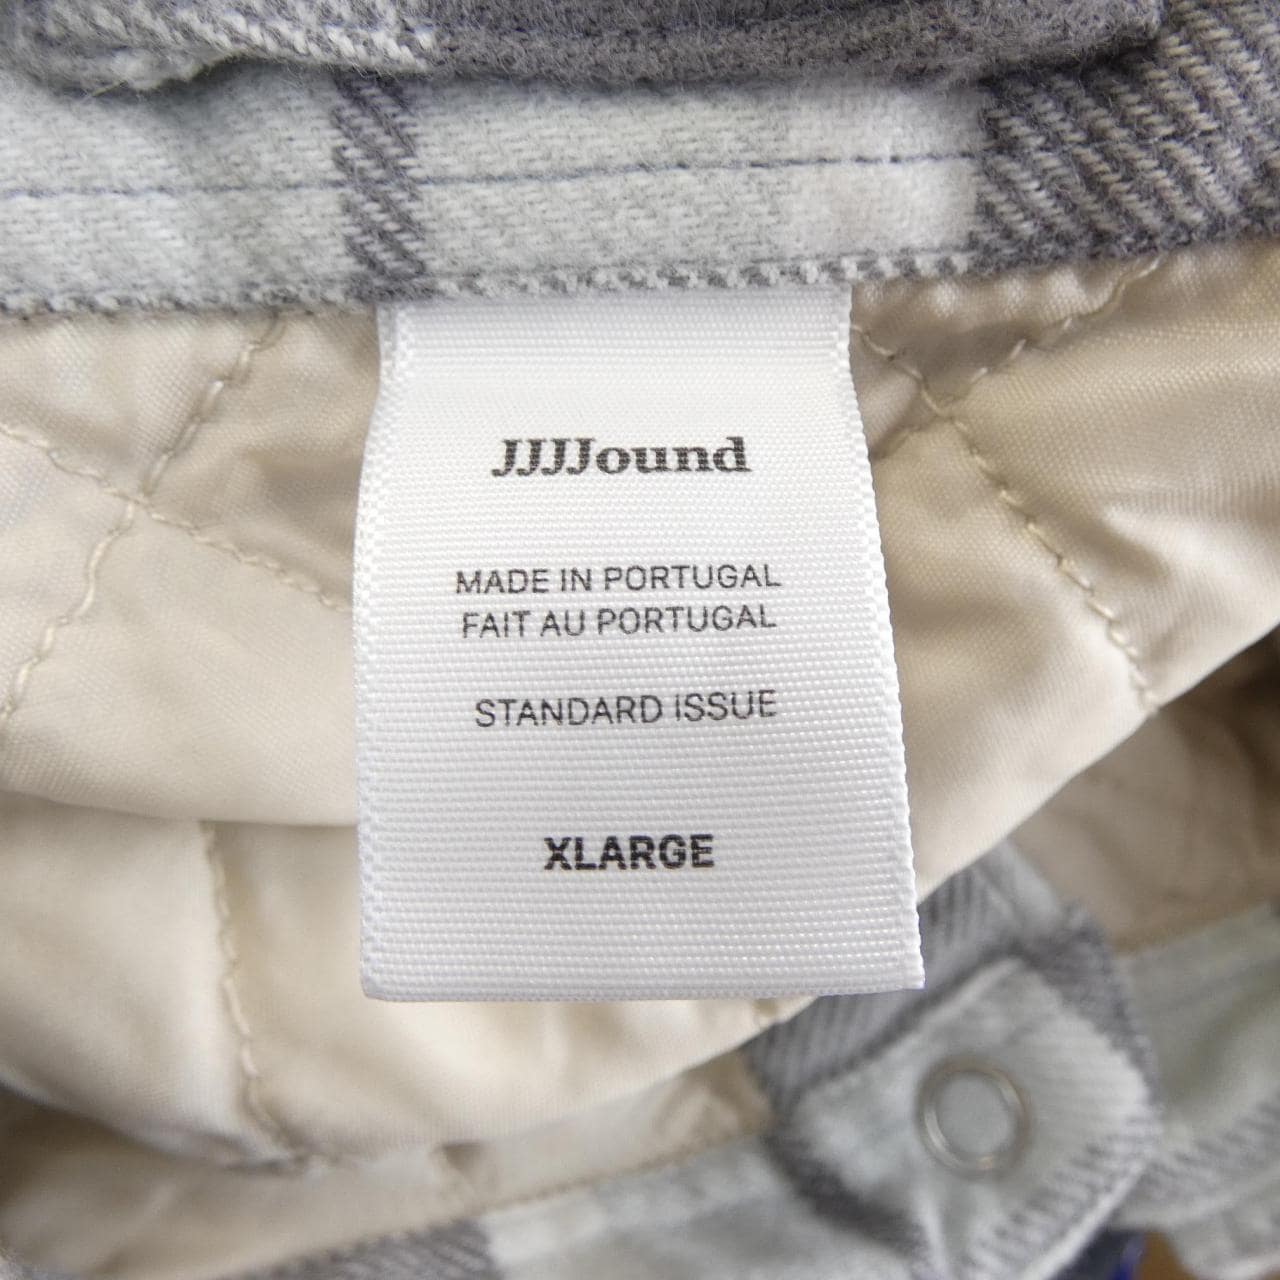 JJJJound
MADE IN PORTUGAL
FAIT AU PORTUGAL
STANDARD ISSUE
XLARGE